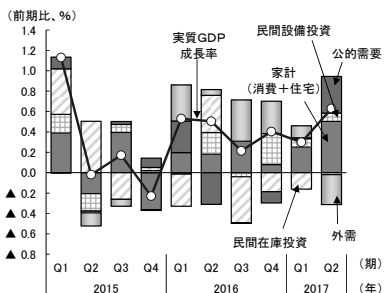 (前期比、%)
1.4
1.2
1.0
0.8
0.6
0.4
0.2
0.0
▲ 0.2
▲ 0.4
▲ 0.6
▲ 0.8
実質GDP
成長率
民間設備投資
公的需要
家計
(消費+住宅)
民間在庫投資
外需
Q1 Q2 Q3 Q4 Q1 Q2 Q3 Q4 Q1 Q2 (期)
2015 2016 2017 (年)